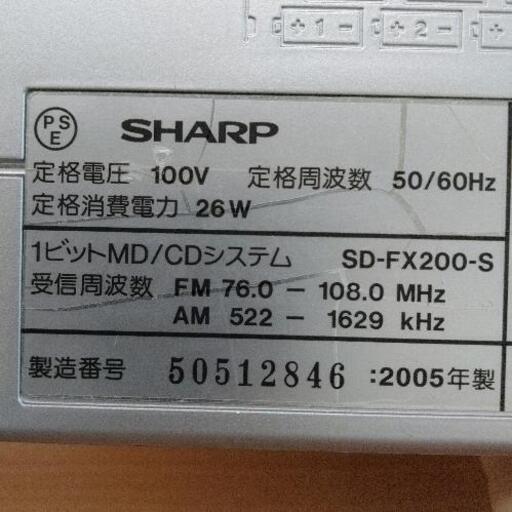 +1-
+2-
PSE SHARP
定格電圧 100V 定格周波数 50/60Hz
定格消費電力 26W
1ビットMD/CDシステム SD-FX200-S
受信周波数 FM 76.0 - 108.0 MHz
AM 522 - 1629 kHz
製造番号 50512846 :2005年製